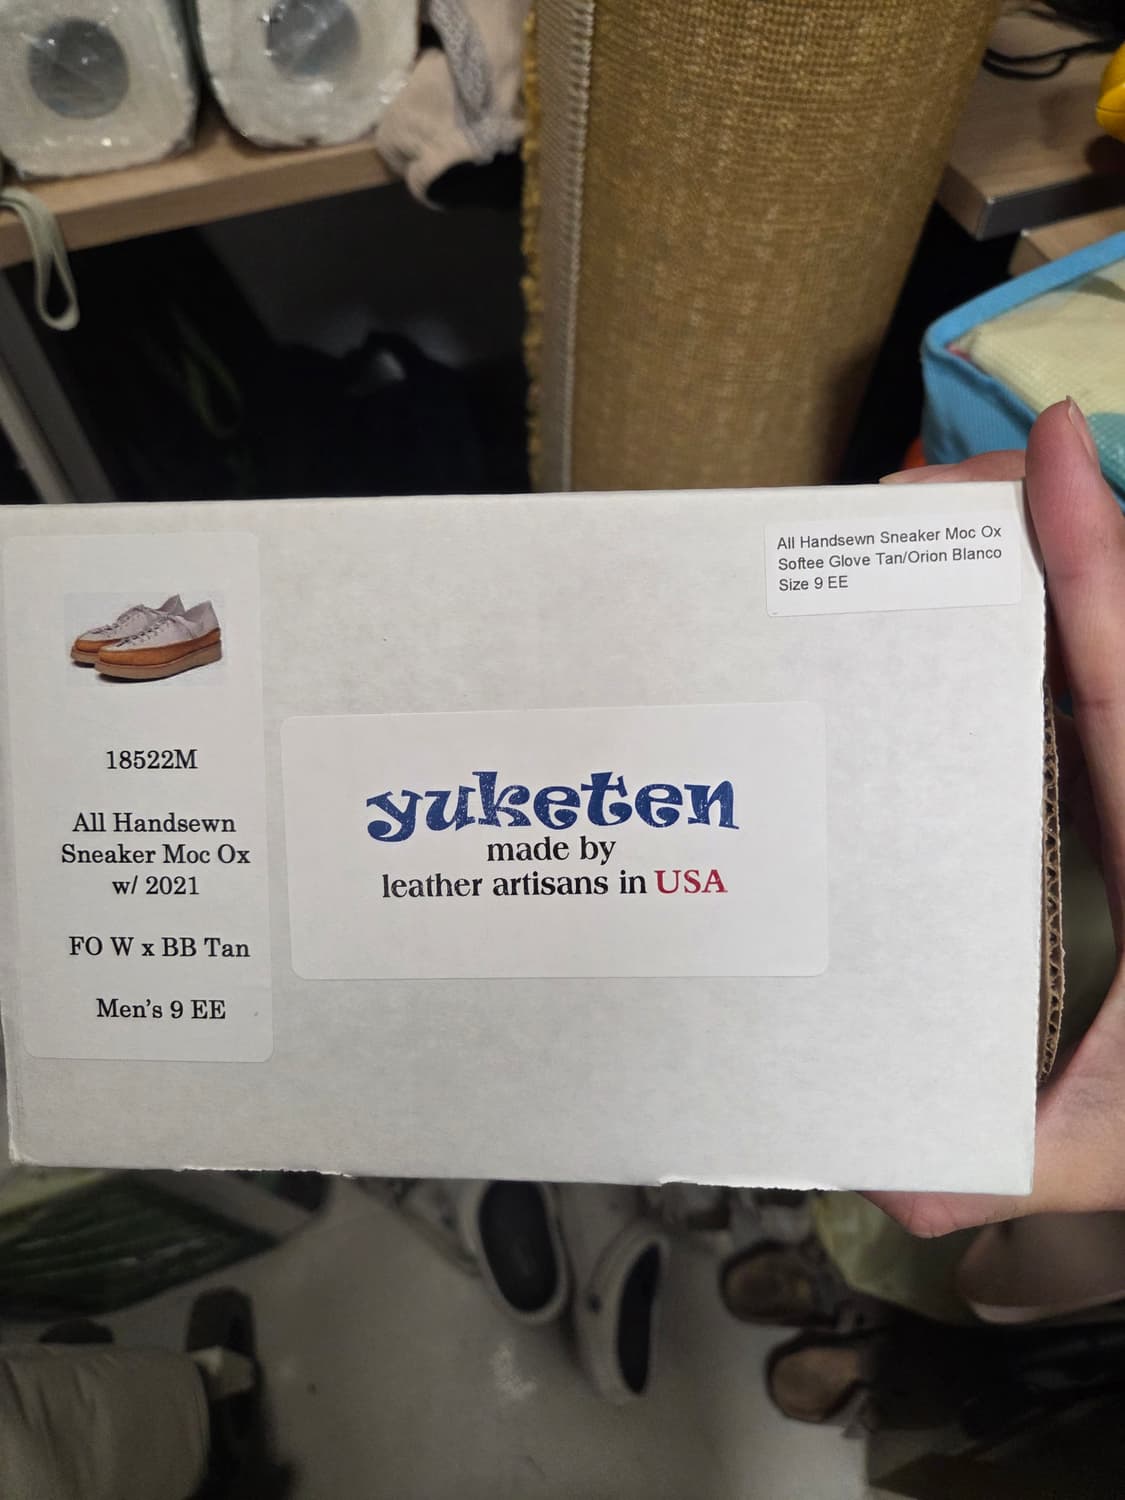 18522M
All Handsewn
Sneaker Moc Ox
w/ 2021
FO W x BB Tan
Men's 9 EE
yuketen
made by
leather artisans in USA
All Handsewn Sneaker Moc Ox
Softee Glove Tan/Orion Blanco
Size 9 EE